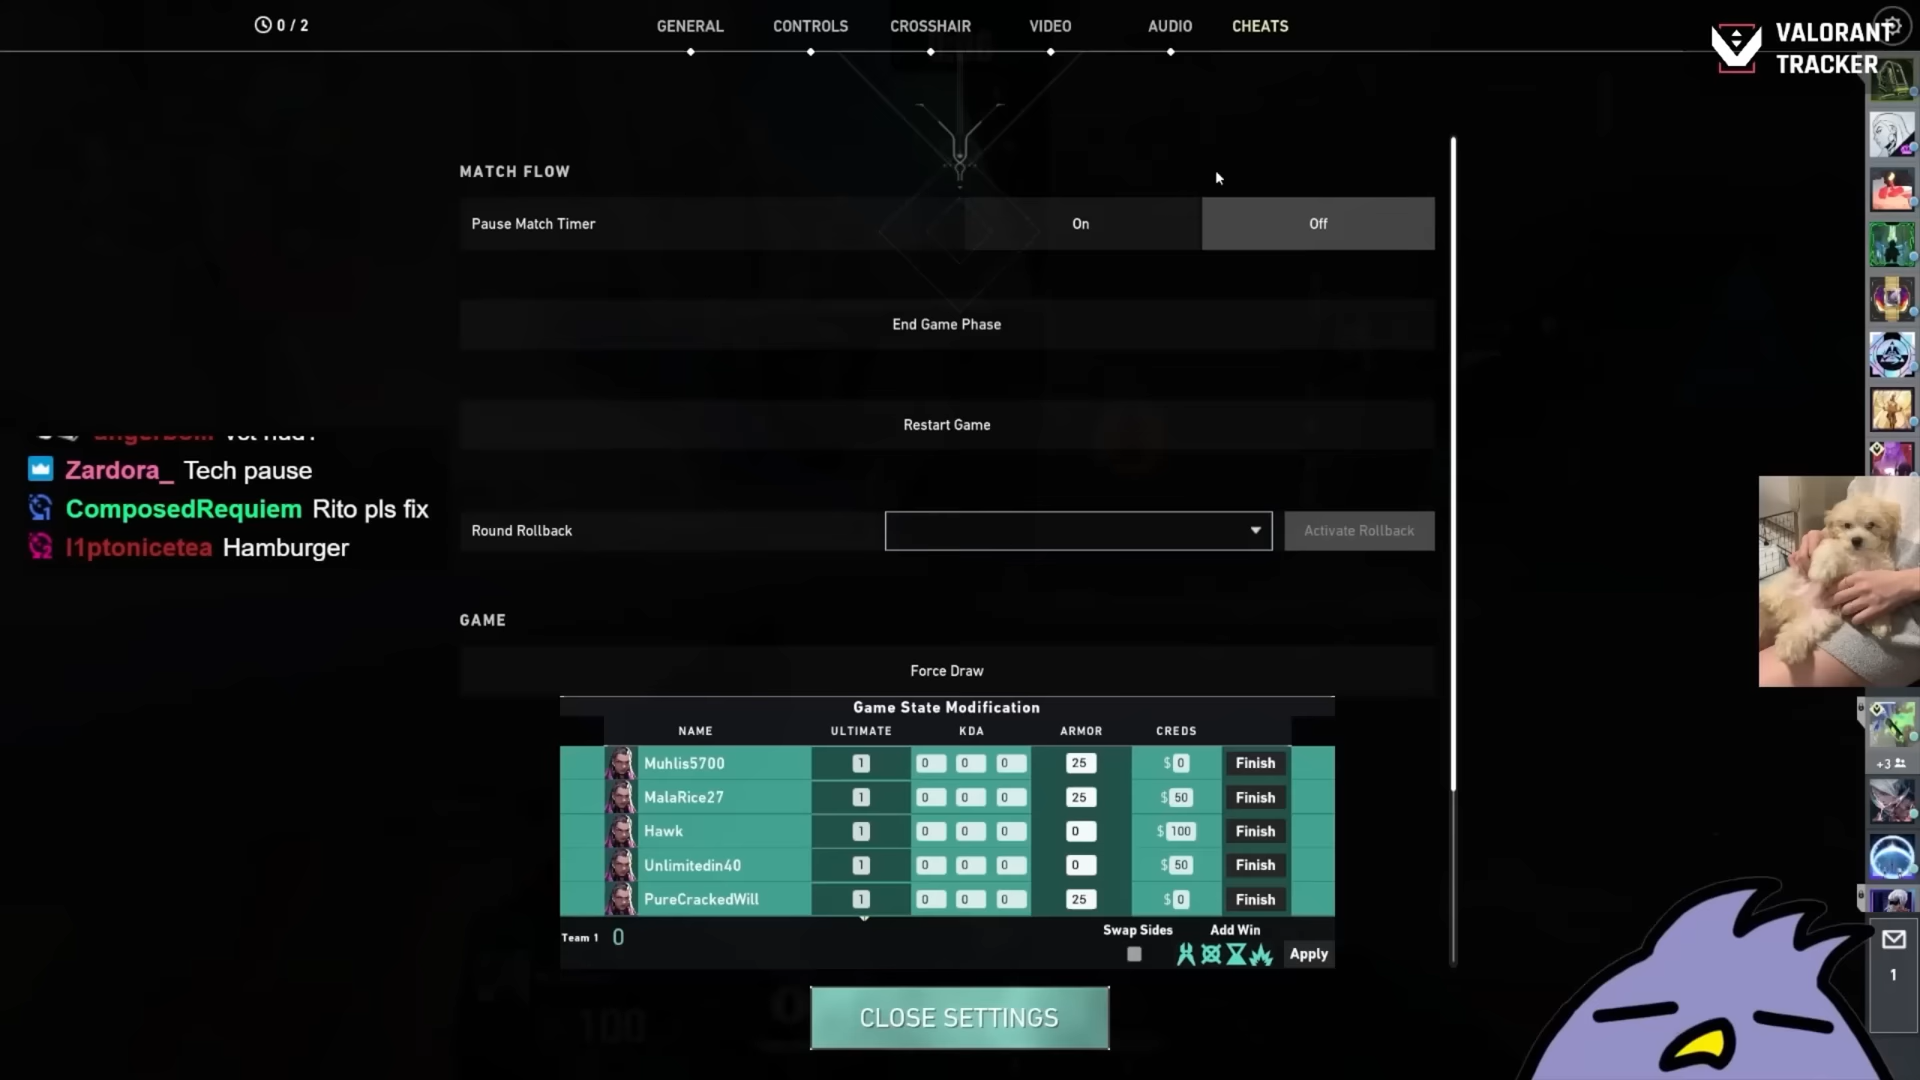 0 / 2
GENERAL
CONTROLS
CROSSHAIR
VIDEO
AUDIO
CHEATS
VALORANT
TRACKER
MATCH FLOW
Pause Match Timer
On
Off
End Game Phase
Restart Game
Zardora_ Tech pause
ComposedRequiem Rito pls fix
l1ptonicetea Hamburger
Round Rollback
Activate Rollback
GAME
Force Draw
Game State Modification
NAME ULTIMATE KDA ARMOR CREDS
Muhlis5700 1 0 0 0 25 $ 0 Finish
MalaRice27 1 0 0 0 25 $ 50 Finish
Hawk 1 0 0 0 0 $ 100 Finish
Unlimitedin40 1 0 0 0 0 $ 50 Finish
PureCrackedWill 1 0 0 0 25 $ 0 Finish
+3
Team 1 0
Swap Sides
Add Win
Apply
1
CLOSE SETTINGS
100